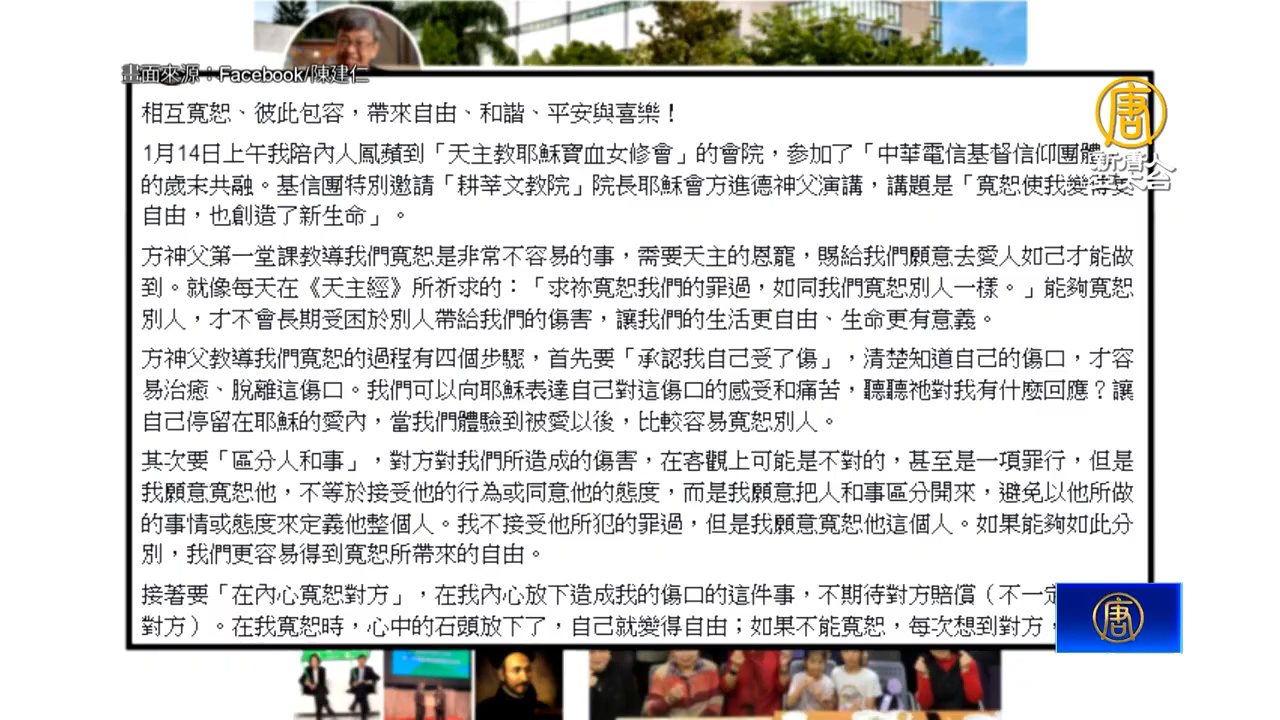 畫面來源：Facebook/陳建仁
相互寬恕、彼此包容，帶來自由、和諧、平安與喜樂！
1月14日上午我陪內人鳳蘋到「天主教耶穌寶血女修會」的會院，參加了「中華電信基督信仰團體
的歲末共融。基信團特別邀請「耕莘文教院」院長耶穌會方進德神父演講，講題是「寬恕使我變得更
自由，也創造了新生命」。
方神父第一堂課教導我們寬恕是非常不容易的事，需要天主的恩寵，賜給我們願意去愛人如己才能做
到。就像每天在《天主經》所祈求的：「求祢寬恕我們的罪過，如同我們寬恕別人一樣。」能夠寬恕
別人，才不會長期受困於別人帶給我們的傷害，讓我們的生活更自由、生命更有意義。
方神父教導我們寬恕的過程有四個步驟，首先要「承認我自己受了傷」，清楚知道自己的傷口，才容
易治癒、脫離這傷口。我們可以向耶穌表達自己對這傷口的感受和痛苦，聽聽祂對我有什麼回應？讓
自己停留在耶穌的愛內，當我們體驗到被愛以後，比較容易寬恕別人。
其次要「區分人和事」，對方對我們所造成的傷害，在客觀上可能是不對的，甚至是一項罪行，但是
我願意寬恕他，不等於接受他的行為或同意他的態度，而是我願意把人和事區分開來，避免以他所做
的事情或態度來定義他整個人。我不接受他所犯的罪過，但是我願意寬恕他這個人。如果能夠如此分
別，我們更容易得到寬恕所帶來的自由。
接著要「在內心寬恕對方」，在我內心放下造成我的傷口的這件事，不期待對方賠償（不一定
對方）。在我寬恕時，心中的石頭放下了，自己就變得自由；如果不能寬恕，每次想到對方，
唐
新唐人
唐